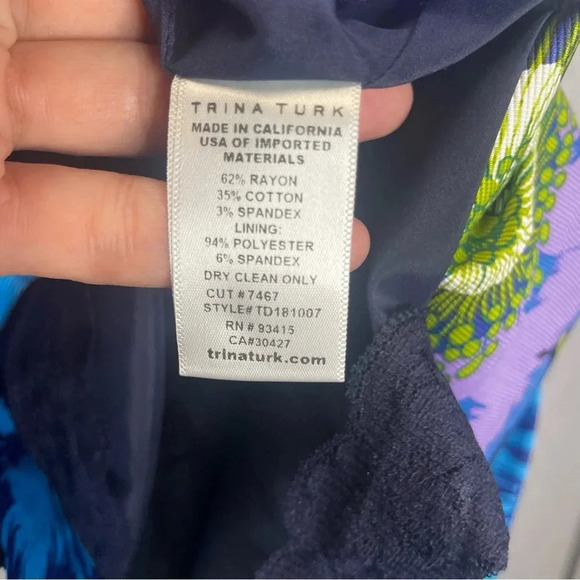 TRINA TURK
MADE IN CALIFORNIA
USA OF IMPORTED
MATERIALS
62% RAYON
35% COTTON
3% SPANDEX
LINING:
94% POLYESTER
6% SPANDEX
DRY CLEAN ONLY
CUT # 7467
STYLE# TD181007
RN # 93415
CA#30427
trinaturk.com